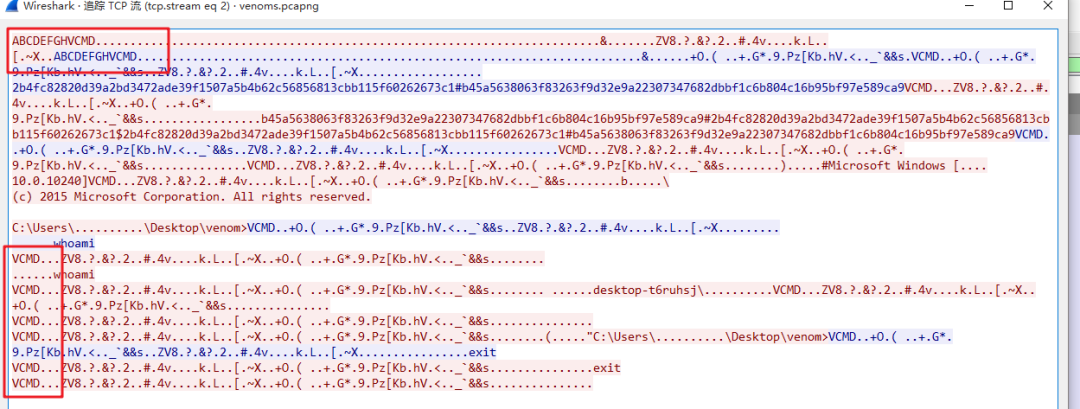 Wireshark · 追踪 TCP 流 (tcp.stream eq 2) · venoms.pcapng
ABCDEFGHVCMD...................................................................................&.......ZV8.?.&?.2..#.4v....k.L..
[.~X..ABCDEFGHVCMD...................................................................................&......+O.( ..+.G*.
9.Pz[Kb.hV.<.._`&&s..ZV8.?.&?.2..#.4v....k.L..[.~X..................
2b4fc82820d39a2bd3472ade39f1507a5b4b62c56856813cbb115f60262673c1#b45a5638063f83263f9d32e9a22307347682dbbf1c6b804c16b95bf97e589ca9VCMD...ZV8.?.&?.2..#.
4v....k.L..[.~X..+O.( ..+.G*.
9.Pz[Kb.hV.<.._`&&s...............b45a5638063f83263f9d32e9a22307347682dbbf1c6b804c16b95bf97e589ca9#2b4fc82820d39a2bd3472ade39f1507a5b4b62c56856813cb
b115f60262673c1$2b4fc82820d39a2bd3472ade39f1507a5b4b62c56856813cbb115f60262673c1#b45a5638063f83263f9d32e9a22307347682dbbf1c6b804c16b95bf97e589ca9VCMD.
.+O.( ..+.G*.9.Pz[Kb.hV.<.._`&&s..ZV8.?.&?.2..#.4v....k.L..[.~X................VCMD...ZV8.?.&?.2..#.4v....k.L..[.~X..+O.( ..+.G*.
9.Pz[Kb.hV.<.._`&&s...............VCMD...ZV8.?.&?.2..#.4v....k.L..[.~X..+O.( ..+.G*.9.Pz[Kb.hV.<.._`&&s........).....#Microsoft Windows [....
10.0.10240]VCMD...ZV8.?.&?.2..#.4v....k.L..[.~X..+O.( ..+.G*.9.Pz[Kb.hV.<.._`&&s........b.....\
(c) 2015 Microsoft Corporation. All rights reserved.
C:\Users\..........\Desktop\venom>VCMD..+O.( ..+.G*.9.Pz[Kb.hV.<.._`&&s..ZV8.?.&?.2..#.4v....k.L..[.~X.........
......whoami
VCMD...ZV8.?.&?.2..#.4v....k.L..[.~X..+O.( ..+.G*.9.Pz[Kb.hV.<.._`&&s........
......whoami
VCMD...ZV8.?.&?.2..#.4v....k.L..[.~X..+O.( ..+.G*.9.Pz[Kb.hV.<.._`&&s....... ......desktop-t6ruhsj\..........VCMD...ZV8.?.&?.2..#.4v....k.L..[.~X..
+O.( ..+.G*.9.Pz[Kb.hV.<.._`&&s...............
VCMD...ZV8.?.&?.2..#.4v....k.L..[.~X..+O.( ..+.G*.9.Pz[Kb.hV.<.._`&&s...............
VCMD...ZV8.?.&?.2..#.4v....k.L..[.~X..+O.( ..+.G*.9.Pz[Kb.hV.<.._`&&s........(....."C:\Users\..........\Desktop\venom>VCMD..+O.( ..+.G*.
9.Pz[Kb.hV.<.._`&&s..ZV8.?.&?.2..#.4v....k.L..[.~X................exit
VCMD...ZV8.?.&?.2..#.4v....k.L..[.~X..+O.( ..+.G*.9.Pz[Kb.hV.<.._`&&s...............exit
VCMD...ZV8.?.&?.2..#.4v....k.L..[.~X..+O.( ..+.G*.9.Pz[Kb.hV.<.._`&&s...............